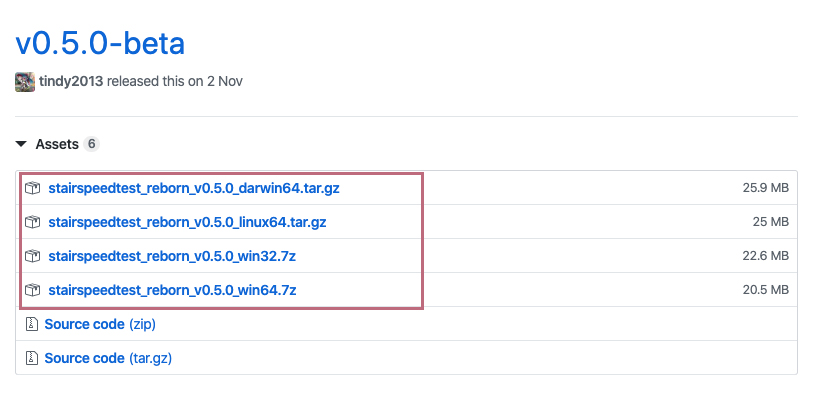 v0.5.0-beta
tindy2013 released this on 2 Nov
Assets 6
stairspeedtest_reborn_v0.5.0_darwin64.tar.gz 25.9 MB
stairspeedtest_reborn_v0.5.0_linux64.tar.gz 25 MB
stairspeedtest_reborn_v0.5.0_win32.7z 22.6 MB
stairspeedtest_reborn_v0.5.0_win64.7z 20.5 MB
Source code (zip)
Source code (tar.gz)